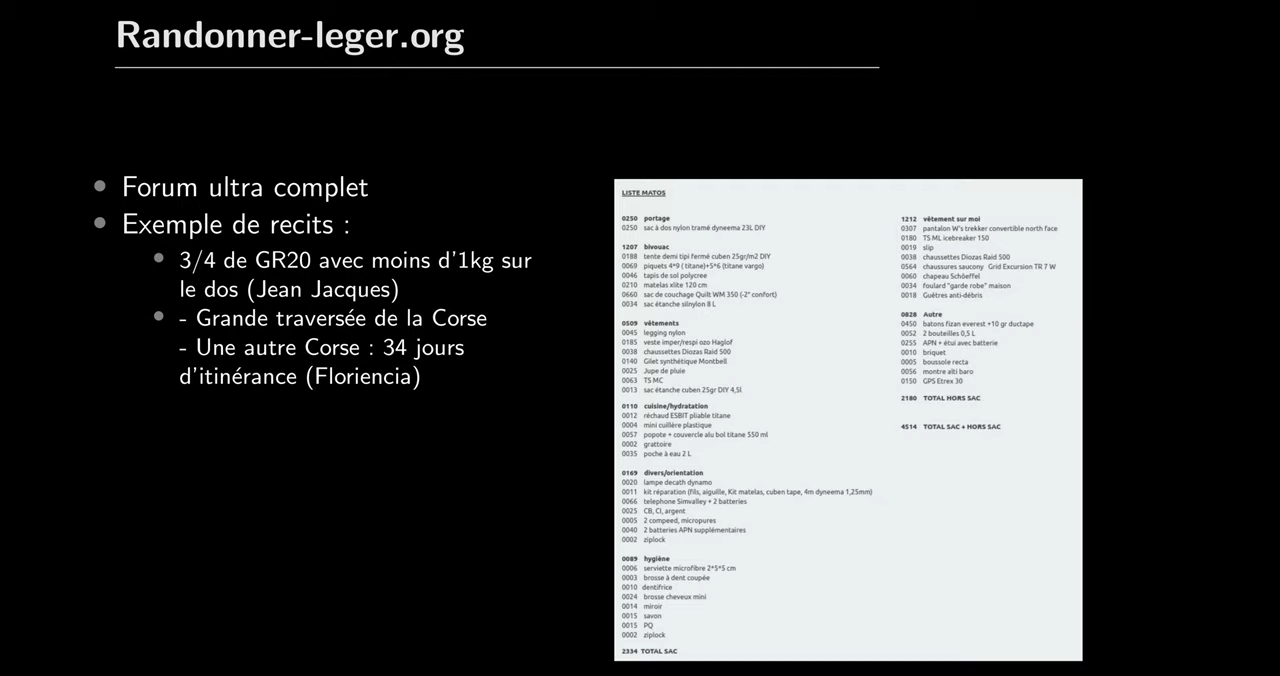 Randonner-leger.org
Forum ultra complet
Exemple de recits :
3/4 de GR20 avec moins d'1kg sur
le dos (Jean Jacques)
- Grande traversée de la Corse
- Une autre Corse : 34 jours
d'itinérance (Floriencia)
LISTE MATOS
0250 portage
0250 sac à dos nylon tramé dyneema 23L DIY
1207 bivouac
0188 tente demi tipi fermé cuben 25gr/m2 DIY
0069 piquets 4*9 ( titane)+5*6 (titane vargo)
0046 tapis de sol polycree
0210 matelas xlite 120 cm
0660 sac de couchage Quilt WM 350 (-2° confort)
0034 sac étanche silnylon 8 L
0509 vêtements
0045 legging nylon
0185 veste imper/respi ozo Haglof
0038 chaussettes Diozas Raid 500
0140 Gilet synthétique Montbell
0025 Jupe de pluie
0063 TS MC
0013 sac étanche cuben 25gr DIY 4,5l
0110 cuisine/hydratation
0012 réchaud ESBIT pliable titane
0004 mini cuillère plastique
0057 popote + couvercle alu bol titane 550 ml
0002 grattoire
0035 poche à eau 2 L
0169 divers/orientation
0020 lampe decath dynamo
0011 kit réparation (fils, aiguille, Kit matelas, cuben tape, 4m dyneema 1,25mm)
0066 telephone Simvalley + 2 batteries
0025 CB, CI, argent
0005 2 compeed, micropures
0040 2 batteries APN supplémentaires
0002 ziplock
0089 hygiène
0006 serviette microfibre 2*5*5 cm
0003 brosse à dent coupée
0010 dentifrice
0024 brosse cheveux mini
0014 miroir
0015 savon
0015 PQ
0002 ziplock
2334 TOTAL SAC
1212 vêtement sur moi
0307 pantalon W's trekker convertible north face
0180 TS ML icebreaker 150
0019 slip
0038 chaussettes Diozas Raid 500
0564 chaussures saucony Grid Excursion TR 7 W
0060 chapeau Schöeffel
0034 foulard "garde robe" maison
0018 Guêtres anti-débris
0828 Autre
0450 batons fizan everest +10 gr ductape
0052 2 bouteilles 0,5 L
0255 APN + étui avec batterie
0010 briquet
0005 boussole recta
0056 montre alti baro
0150 GPS Etrex 30
2180 TOTAL HORS SAC
4514 TOTAL SAC + HORS SAC